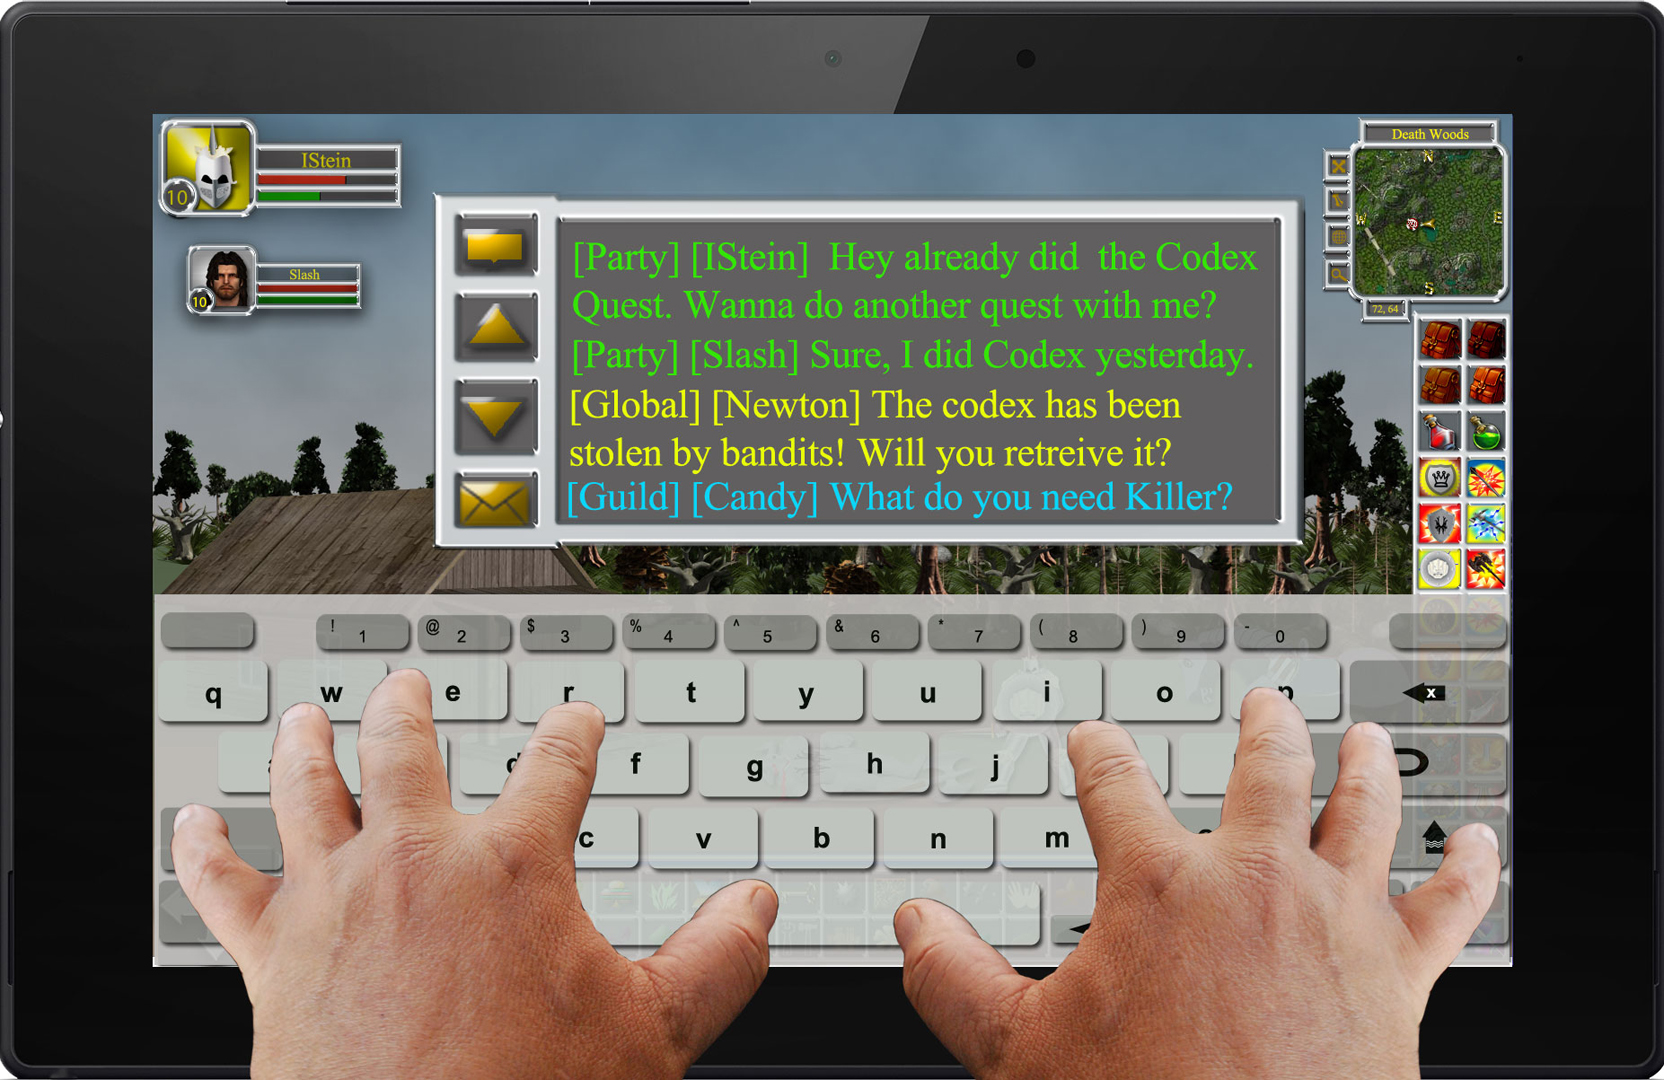 IStein
10
Slash
10
Death Woods
N
W
E
S
72, 64
[Party] [IStein] Hey already did the Codex
Quest. Wanna do another quest with me?
[Party] [Slash] Sure, I did Codex yesterday.
[Global] [Newton] The codex has been
stolen by bandits! Will you retreive it?
[Guild] [Candy] What do you need Killer?
! 1 @ 2 $ 3 % 4 ^ 5 & 6 * 7 ( 8 ) 9 - 0
q w e r t y u i o p x
d f g h j
c v b n m